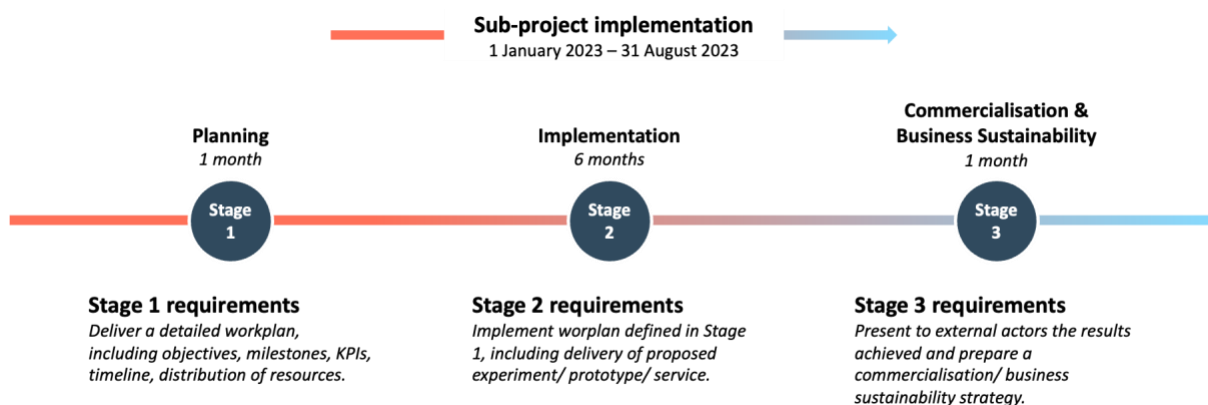 Sub-project implementation
1 January 2023 – 31 August 2023
Planning
1 month
Implementation
6 months
Commercialisation &
Business Sustainability
1 month
Stage
1
Stage
2
Stage
3
Stage 1 requirements
Deliver a detailed workplan,
including objectives, milestones, KPIs,
timeline, distribution of resources.
Stage 2 requirements
Implement worplan defined in Stage
1, including delivery of proposed
experiment/ prototype/ service.
Stage 3 requirements
Present to external actors the results
achieved and prepare a
commercialisation/ business
sustainability strategy.